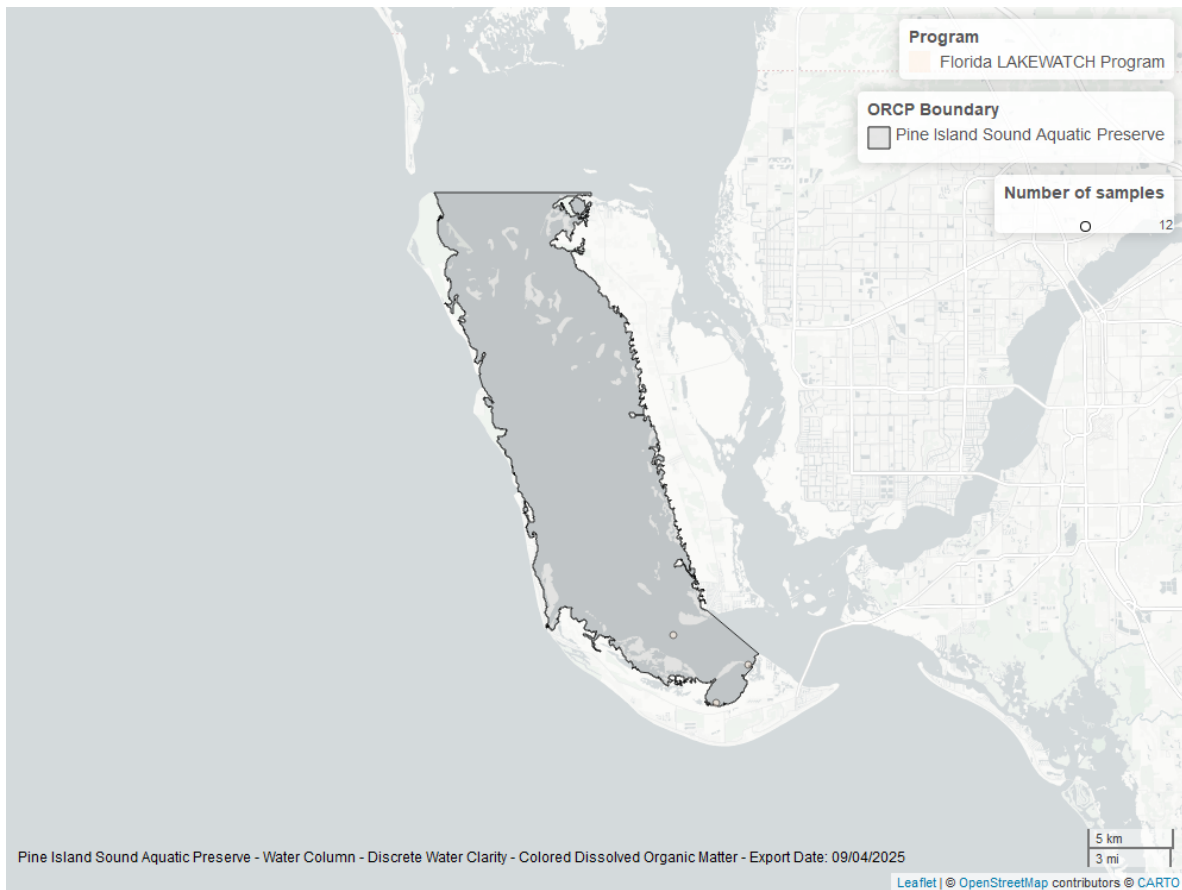 Program
Florida LAKEWATCH Program
ORCP Boundary
Pine Island Sound Aquatic Preserve
Number of samples
12
5 km
3 mi
Pine Island Sound Aquatic Preserve - Water Column - Discrete Water Clarity - Colored Dissolved Organic Matter - Export Date: 09/04/2025
Leaflet | © OpenStreetMap contributors © CARTO